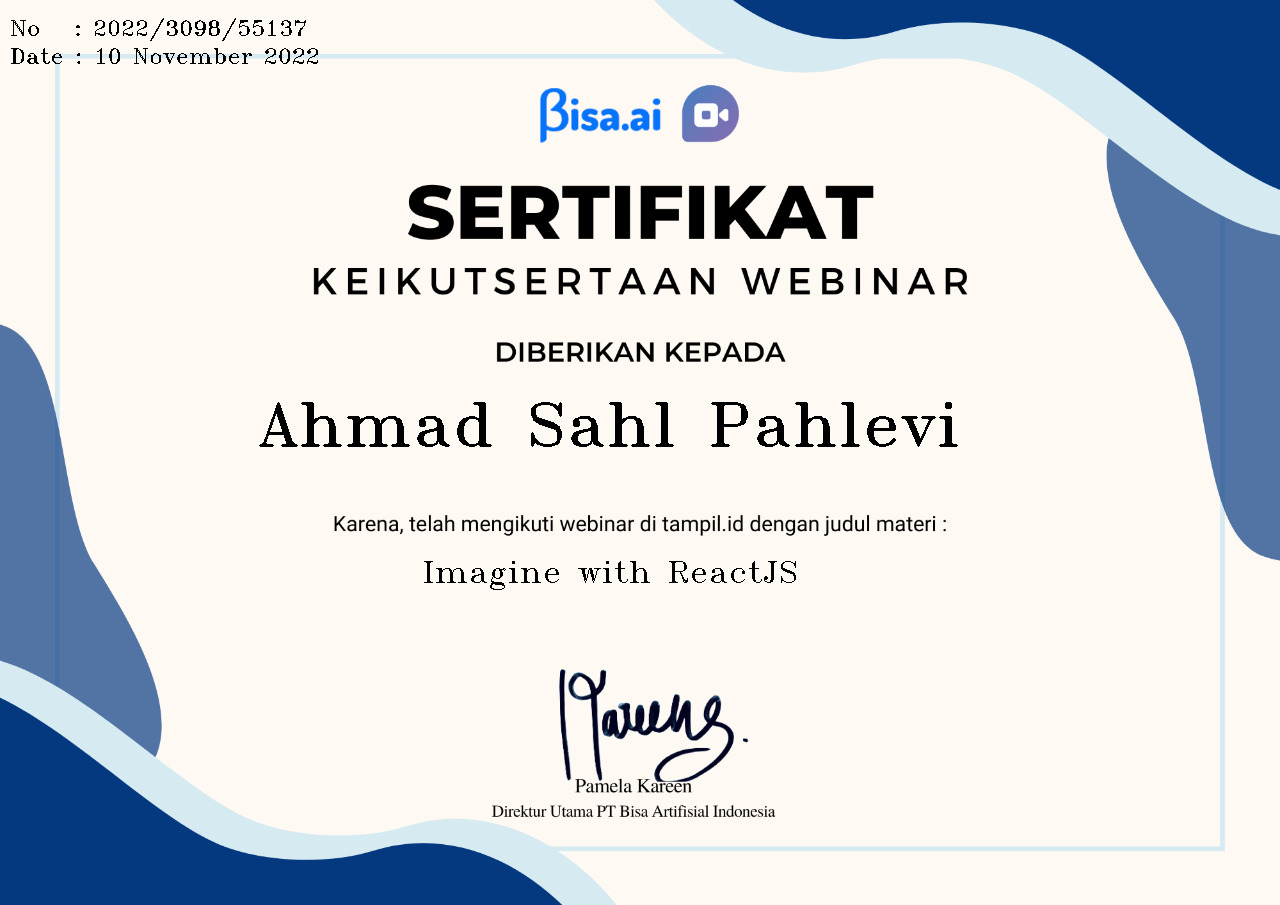 No : 2022/3098/55137
Date : 10 November 2022
βisa.ai
SERTIFIKAT
KEIKUTSERTAAN WEBINAR
DIBERIKAN KEPADA
Ahmad Sahl Pahlevi
Karena, telah mengikuti webinar di tampil.id dengan judul materi :
Imagine with ReactJS
Kareeng.
Pamela Kareen
Direktur Utama PT Bisa Artifisial Indonesia